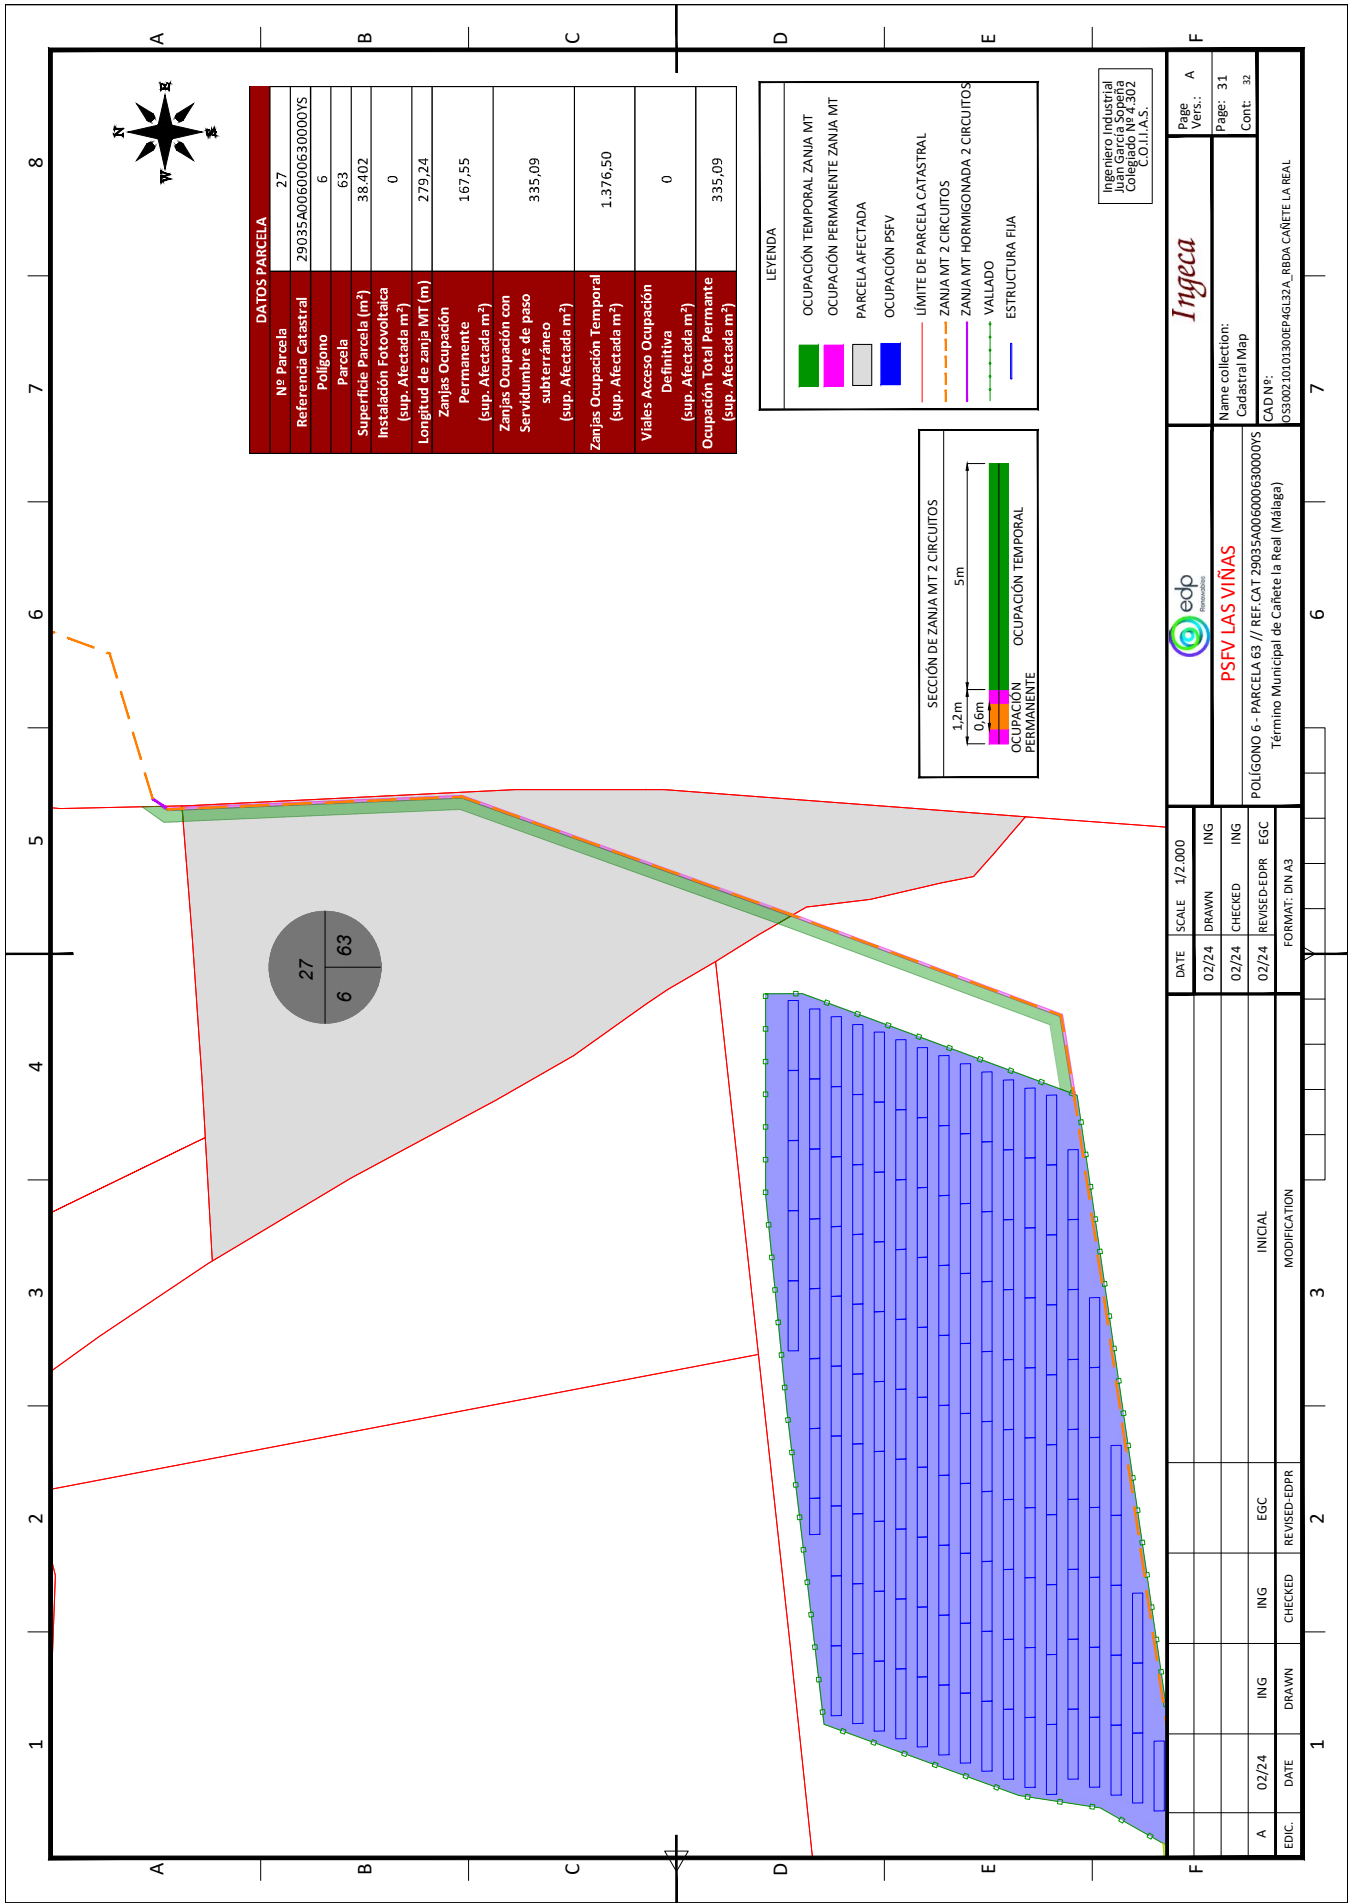 1
2
3
4
5
6
7
8
A
B
C
D
E
F
N
W
E
S
27
6
63
DATOS PARCELA
Nº Parcela 27
Referencia Catastral 29035A006000630000YS
Polígono 6
Parcela 63
Superficie Parcela (m²) 38.402
Instalación Fotovoltaica
(sup. Afectada m²) 0
Longitud de zanja MT (m) 279,24
Zanjas Ocupación
Permanente
(sup. Afectada m²) 167,55
Zanjas Ocupación con
Servidumbre de paso
subterráneo
(sup. Afectada m²) 335,09
Zanjas Ocupación Temporal
(sup. Afectada m²) 1.376,50
Viales Acceso Ocupación
Definitiva
(sup. Afectada m²) 0
Ocupación Total Permante
(sup. Afectada m²) 335,09
LEYENDA
OCUPACIÓN TEMPORAL ZANJA MT
OCUPACIÓN PERMANENTE ZANJA MT
PARCELA AFECTADA
OCUPACIÓN PSFV
LÍMITE DE PARCELA CATASTRAL
ZANJA MT 2 CIRCUITOS
ZANJA MT HORMIGONADA 2 CIRCUITOS
VALLADO
ESTRUCTURA FIJA
SECCIÓN DE ZANJA MT 2 CIRCUITOS
1,2m
5m
0,6m
OCUPACIÓN
PERMANENTE
OCUPACIÓN TEMPORAL
Ingeniero Industrial
Juan García Sopeña
Colegiado Nº 4.302
C.O.I.I.A.S.
EDIC. DATE DRAWN CHECKED REVISED-EDPR MODIFICATION
A 02/24 ING ING EGC INICIAL
DATE SCALE 1/2.000
02/24 DRAWN ING
02/24 CHECKED ING
02/24 REVISED-EDPR EGC
FORMAT: DIN A3
edp
Renewables
PSFV LAS VIÑAS
POLÍGONO 6 - PARCELA 63 // REF.CAT 29035A006000630000YS
Término Municipal de Cañete la Real (Málaga)
Ingeca
Name collection:
Cadastral Map
CAD Nº:
OS300210101300EP4GL32A_RBDA CAÑETE LA REAL
Page
Vers.: A
Page: 31
Cont: 32
1
2
3
6
7
A
B
C
D
E
F